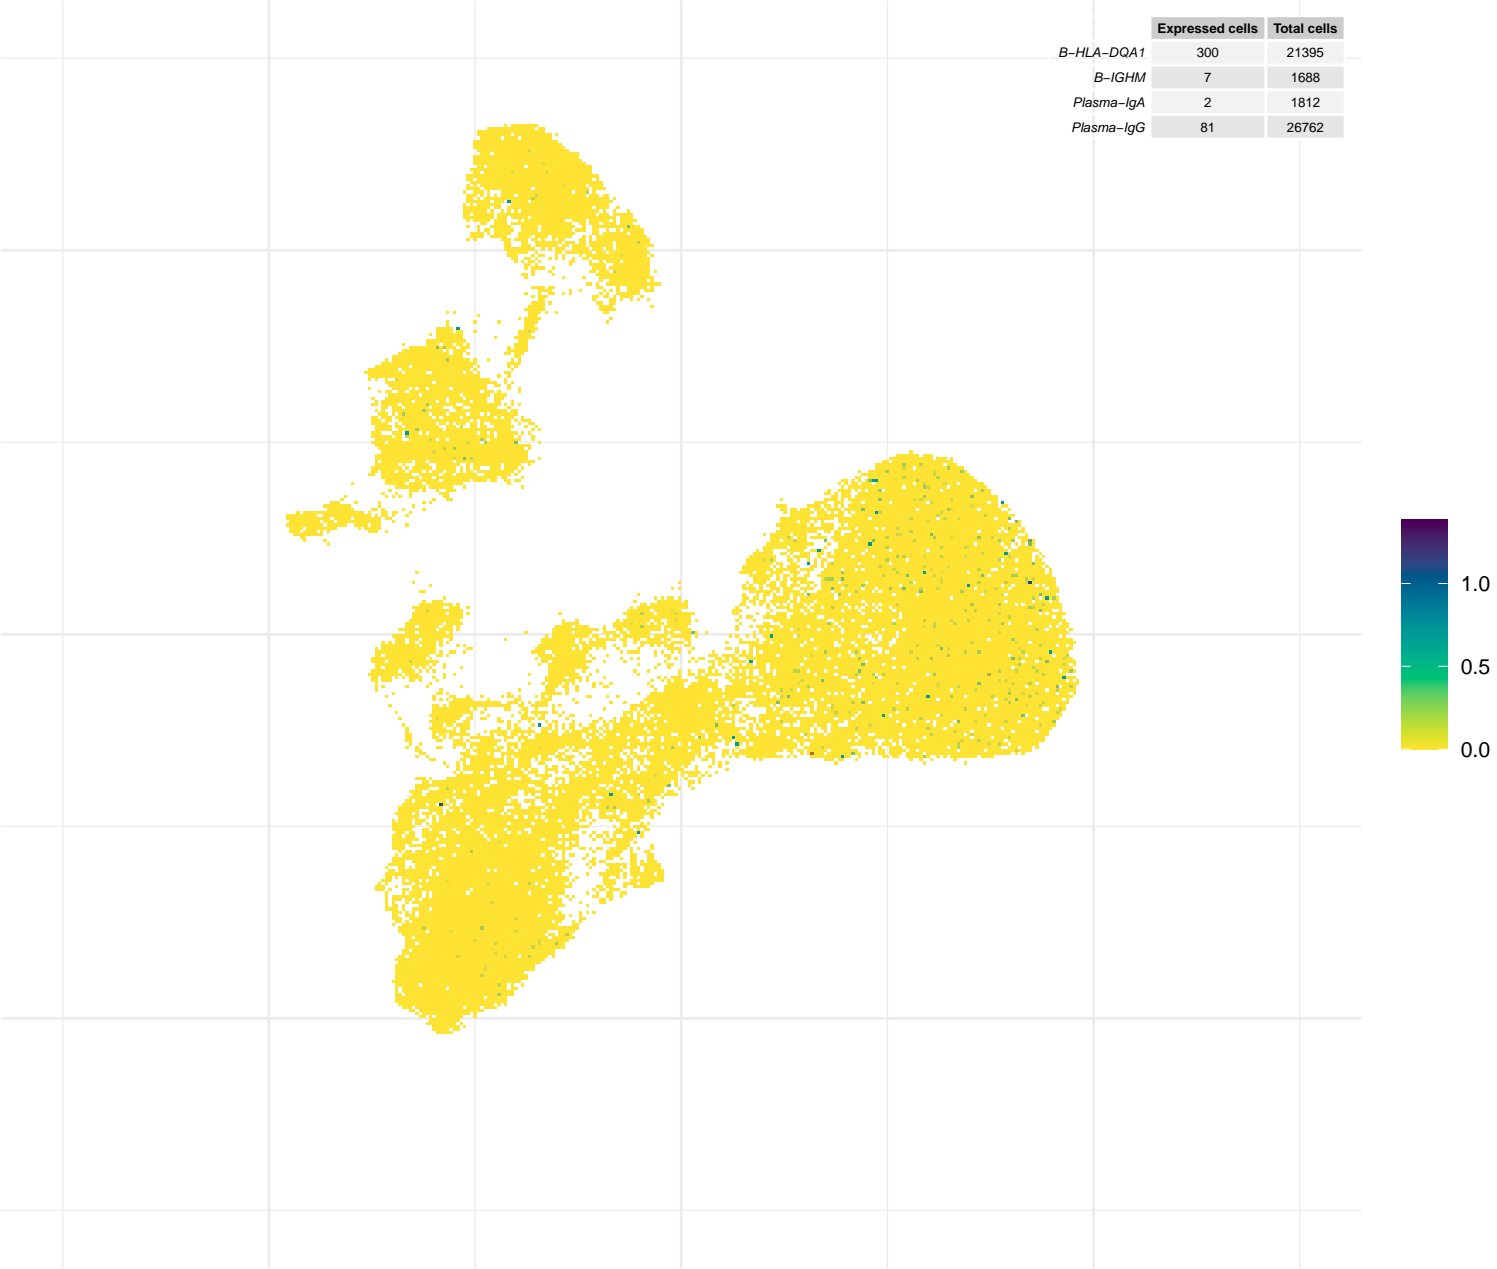 Expressed cells Total cells
B−HLA−DQA1 300 21395
B−IGHM 7 1688
Plasma−IgA 2 1812
Plasma−IgG 81 26762
1.0
0.5
0.0